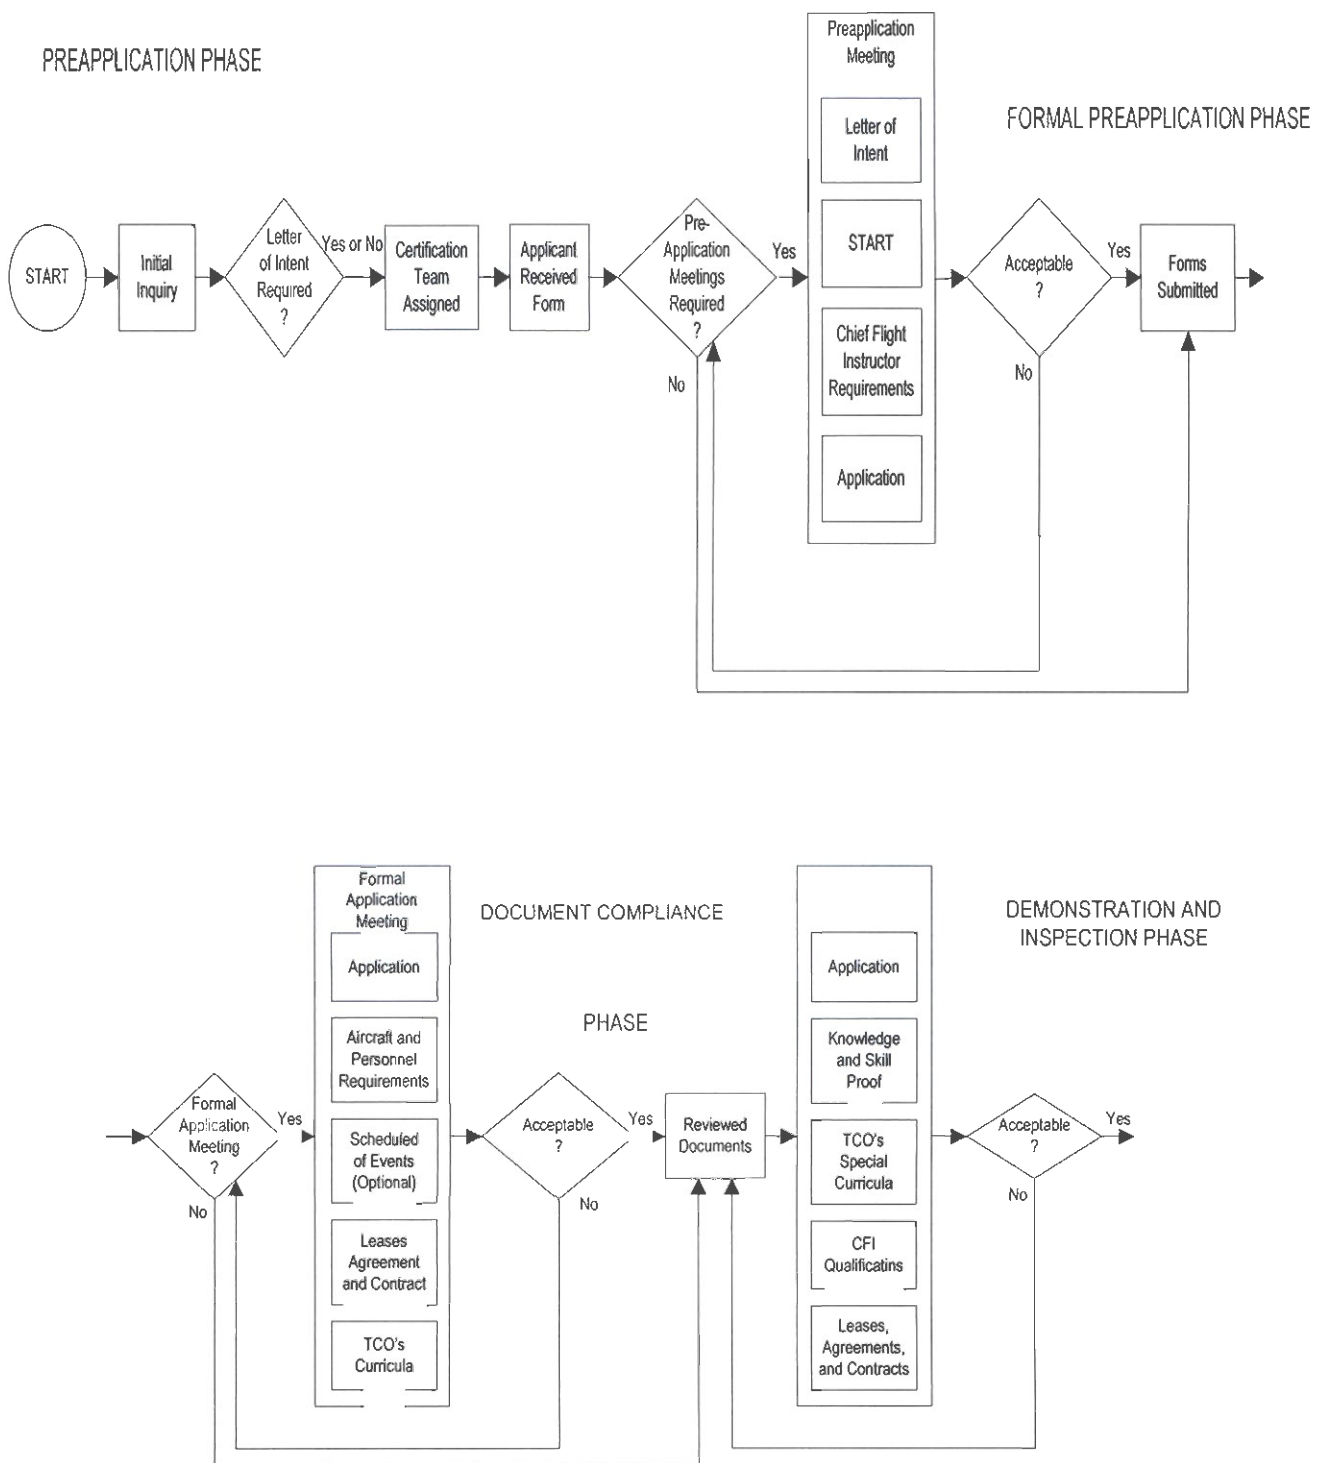 PREAPPLICATION PHASE
Preapplication
Meeting
FORMAL PREAPPLICATION PHASE
Letter of
Intent
START
Initial
Inquiry
Letter
of Intent
Required
?
Yes or No
Certification
Team
Assigned
Applicant
Received
Form
Pre-
Application
Meetings
Required
?
Yes
No
START
Chief Flight
Instructor
Requirements
Application
Acceptable
?
Yes
No
Forms
Submitted
Formal
Application
Meeting
DOCUMENT COMPLIANCE
PHASE
DEMONSTRATION AND
INSPECTION PHASE
Formal
Application
Meeting
?
Yes
No
Application
Aircraft and
Personnel
Requirements
Scheduled
of Events
(Optional)
Leases
Agreement
and Contract
TCO's
Curricula
Acceptable
?
Yes
No
Reviewed
Documents
Application
Knowledge
and Skill
Proof
TCO's
Special
Curricula
CFI
Qualificatins
Leases,
Agreements,
and Contracts
Acceptable
?
Yes
No